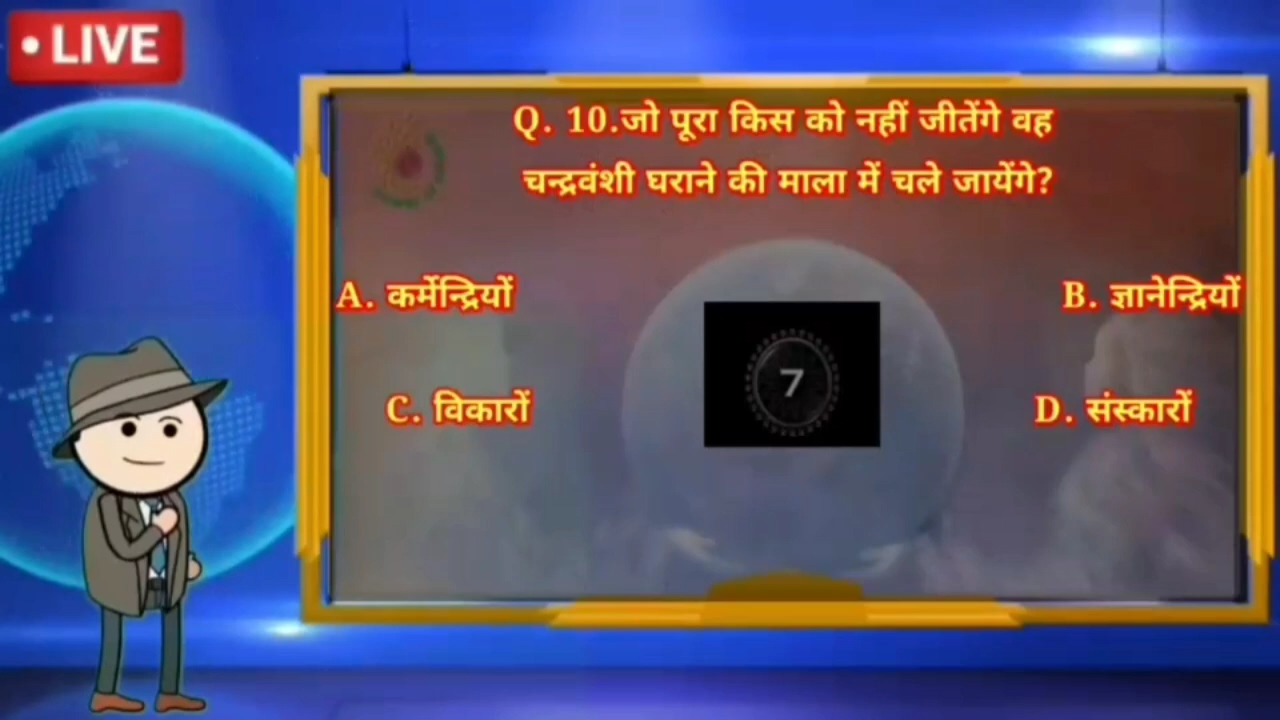 • LIVE
Q. 10.जो पूरा किस को नहीं जीतेंगे वह
चन्द्रवंशी घराने की माला में चले जायेंगे?
A. कर्मेन्द्रियों
B. ज्ञानेन्द्रियों
7
C. विकारों
D. संस्कारों